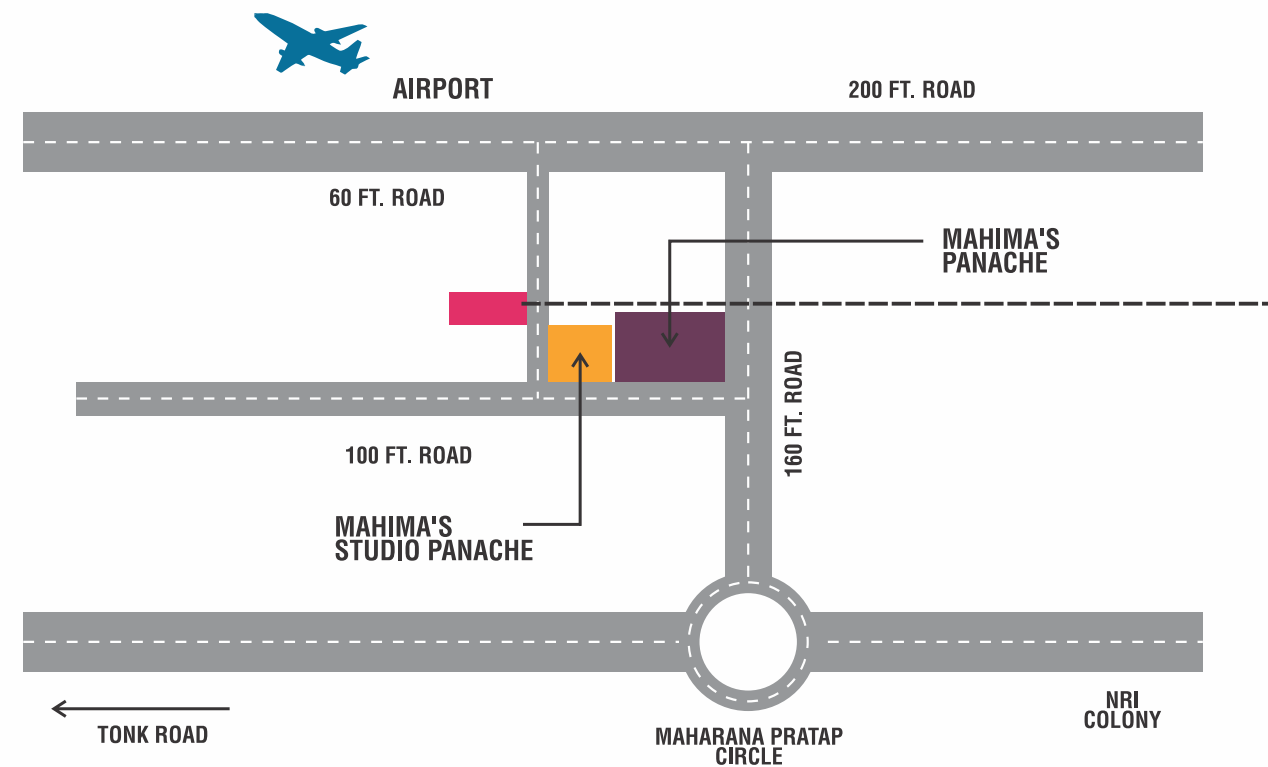 AIRPORT
200 FT. ROAD
60 FT. ROAD
MAHIMA'S
PANACHE
160 FT. ROAD
100 FT. ROAD
MAHIMA'S
STUDIO PANACHE
NRI
COLONY
TONK ROAD
MAHARANA PRATAP
CIRCLE